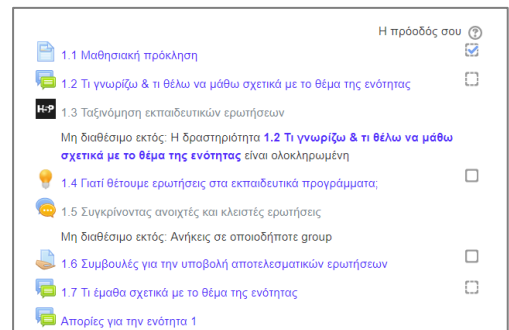 Η πρόοδός σου
1.1 Μαθησιακή πρόκληση
1.2 Τι γνωρίζω & τι θέλω να μάθω σχετικά με το θέμα της ενότητας
H-P 1.3 Ταξινόμηση εκπαιδευτικών ερωτήσεων
Μη διαθέσιμο εκτός: Η δραστηριότητα 1.2 Τι γνωρίζω & τι θέλω να μάθω
σχετικά με το θέμα της ενότητας είναι ολοκληρωμένη
1.4 Γιατί θέτουμε ερωτήσεις στα εκπαιδευτικά προγράμματα;
1.5 Συγκρίνοντας ανοιχτές και κλειστές ερωτήσεις
Μη διαθέσιμο εκτός: Ανήκεις σε οποιοδήποτε group
1.6 Συμβουλές για την υποβολή αποτελεσματικών ερωτήσεων
1.7 Τι έμαθα σχετικά με το θέμα της ενότητας
Απορίες για την ενότητα 1